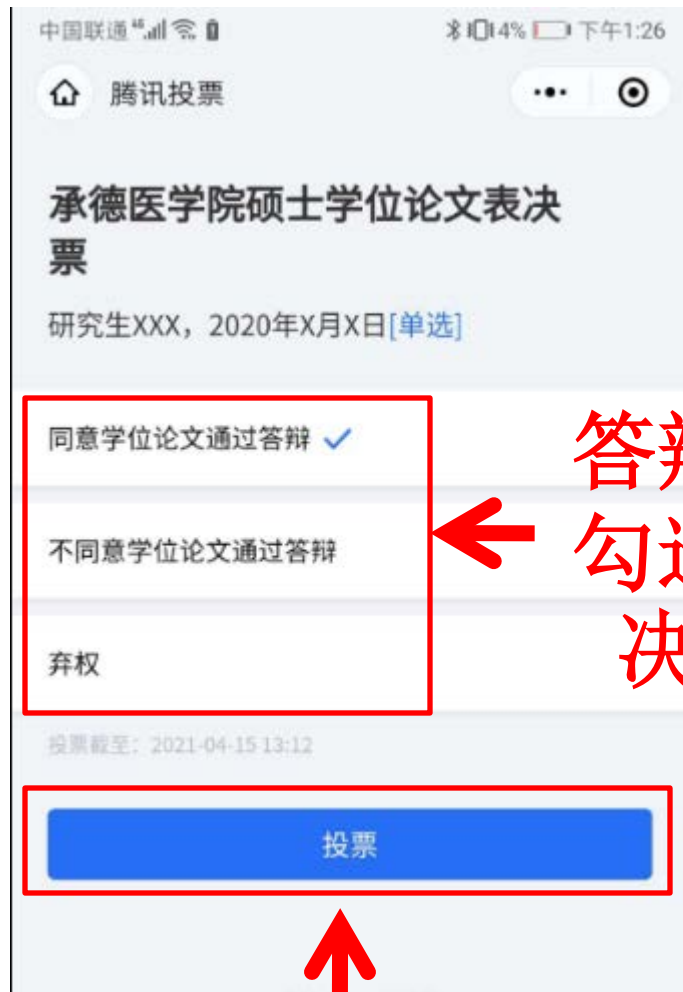 中国联通 46 4% 下午1:26
腾讯投票
承德医学院硕士学位论文表决
票
研究生XXX，2020年X月X日[单选]
同意学位论文通过答辩
不同意学位论文通过答辩
弃权
答
勾
决
投票截至：2021-04-15 13:12
投票